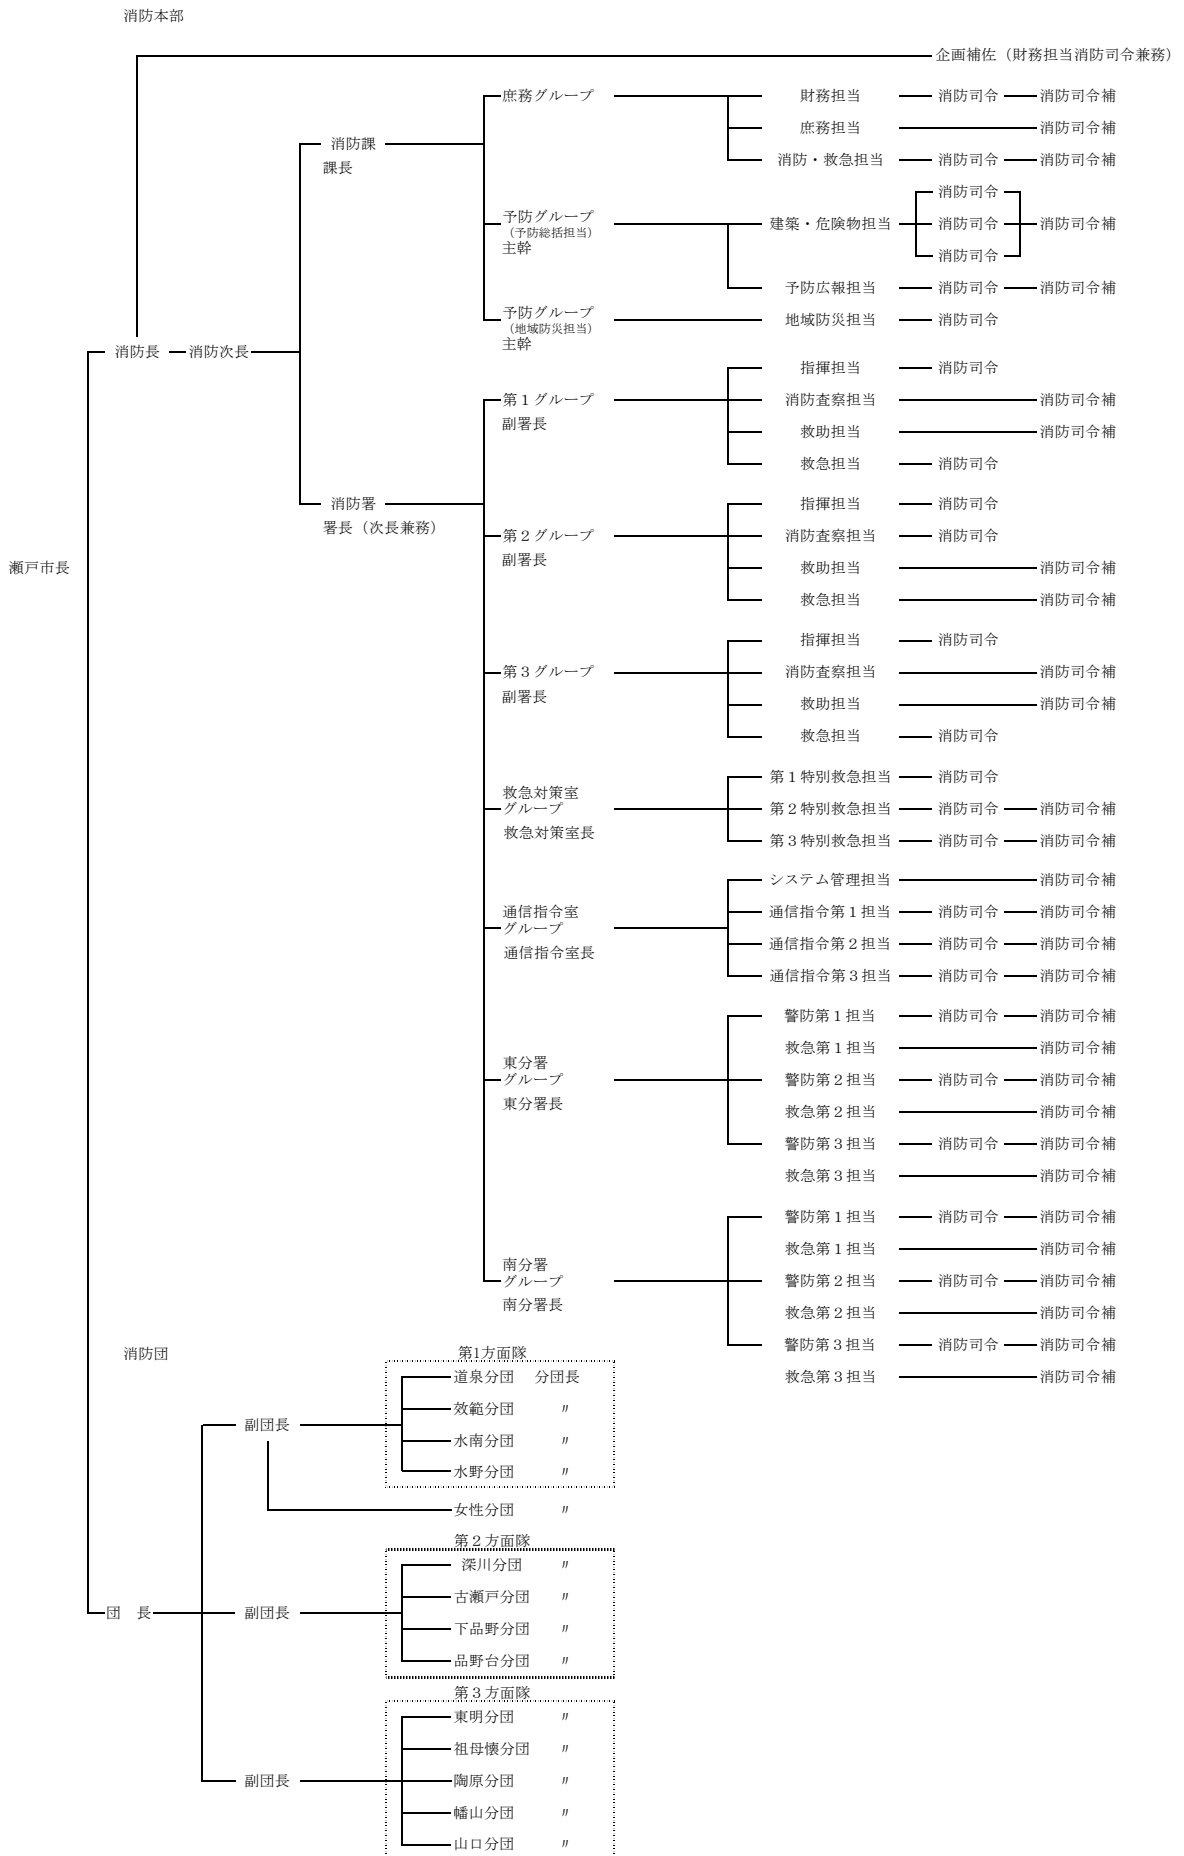 消防本部
企画補佐（財務担当消防司令兼務）
庶務グループ 財務担当 消防司令 消防司令補
庶務担当 消防司令補
消防課 消防・救急担当 消防司令 消防司令補
課長
消防司令
予防グループ 建築・危険物担当 消防司令 消防司令補
（予防総括担当）
主幹 消防司令
予防広報担当 消防司令 消防司令補
予防グループ 地域防災担当 消防司令
（地域防災担当）
主幹
消防長 消防次長
指揮担当 消防司令
第１グループ 消防査察担当 消防司令補
副署長 救助担当 消防司令補
救急担当 消防司令
消防署 指揮担当 消防司令
署長（次長兼務）
第２グループ 消防査察担当 消防司令
副署長 救助担当 消防司令補
瀬戸市長
救急担当 消防司令補
指揮担当 消防司令
第３グループ 消防査察担当 消防司令補
副署長 救助担当 消防司令補
救急担当 消防司令
第１特別救急担当 消防司令
救急対策室
グループ 第２特別救急担当 消防司令 消防司令補
救急対策室長 第３特別救急担当 消防司令 消防司令補
システム管理担当 消防司令補
通信指令室 通信指令第１担当 消防司令 消防司令補
グループ
通信指令室長 通信指令第２担当 消防司令 消防司令補
通信指令第３担当 消防司令 消防司令補
警防第１担当 消防司令 消防司令補
救急第１担当 消防司令補
東分署
グループ 警防第２担当 消防司令 消防司令補
東分署長 救急第２担当 消防司令補
警防第３担当 消防司令 消防司令補
救急第３担当 消防司令補
警防第１担当 消防司令 消防司令補
救急第１担当 消防司令補
南分署
グループ 警防第２担当 消防司令 消防司令補
南分署長 救急第２担当 消防司令補
警防第３担当 消防司令 消防司令補
救急第３担当 消防司令補
消防団 第1方面隊
道泉分団 分団長
効範分団 〃
副団長
水南分団 〃
水野分団 〃
女性分団 〃
第２方面隊
深川分団 〃
古瀬戸分団 〃
団 長 副団長
下品野分団 〃
品野台分団 〃
第３方面隊
東明分団 〃
祖母懐分団 〃
副団長 陶原分団 〃
幡山分団 〃
山口分団 〃